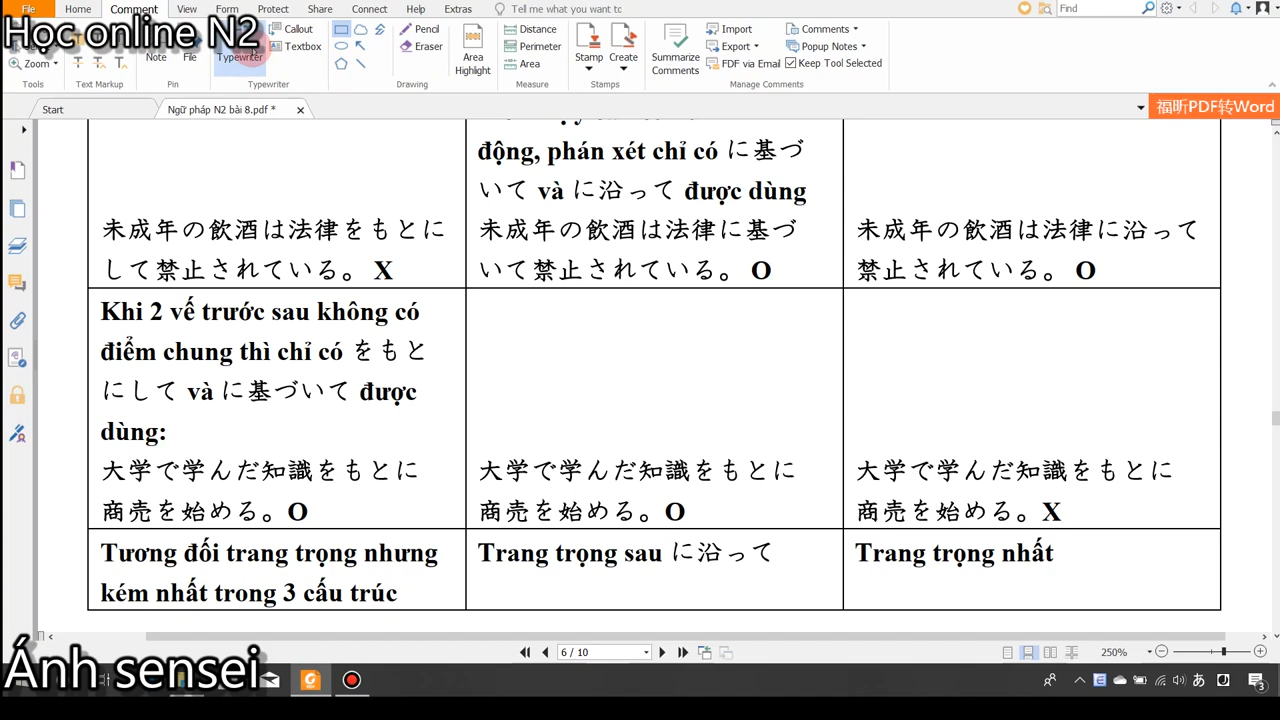 File Home Comment View Form Protect Share Connect Help Extras Tell me what you want to Find
Học online N2
Callout Pencil Distance Import Comments
Textbox Eraser Perimeter Export Popup Notes
Zoom Note File Typewriter Area Highlight Area Stamp Create Summarize Comments FDF via Email Keep Tool Selected
Tools Text Markup Pin Typewriter Drawing Measure Stamps Manage Comments
Start Ngữ pháp N2 bài 8.pdf * 福昕PDF转Word
động, phán xét chỉ có に基づ
いて và に沿って được dùng
未成年の飲酒は法律をもとに
して禁止されている。 X
未成年の飲酒は法律に基づ
いて禁止されている。 O
未成年の飲酒は法律に沿って
禁止されている。 O
Khi 2 vế trước sau không có
điểm chung thì chỉ có をもと
にして và に基づいて được
dùng:
大学で学んだ知識をもとに
商売を始める。O
大学で学んだ知識をもとに
商売を始める。O
大学で学んだ知識をもとに
商売を始める。X
Tương đối trang trọng nhưng
kém nhất trong 3 cấu trúc
Trang trọng sau に沿って
Trang trọng nhất
6 / 10 250%
Ánh sensei
あ 3